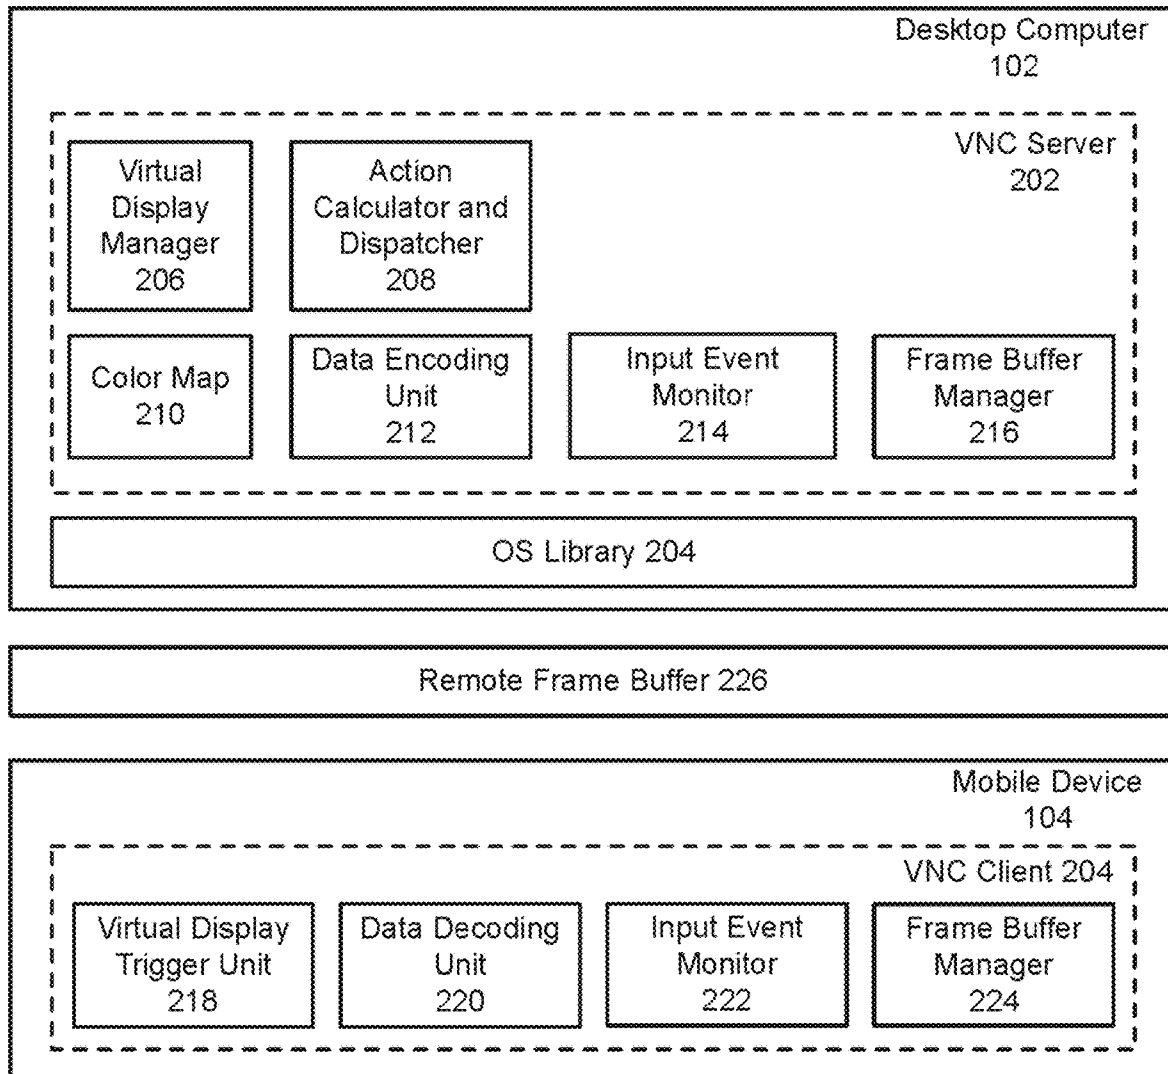 Desktop Computer
102
VNC Server
202
Virtual
Display
Manager
206
Action
Calculator and
Dispatcher
208
Color Map
210
Data Encoding
Unit
212
Input Event
Monitor
214
Frame Buffer
Manager
216
OS Library 204
Remote Frame Buffer 226
Mobile Device
104
VNC Client 204
Virtual Display
Trigger Unit
218
Data Decoding
Unit
220
Input Event
Monitor
222
Frame Buffer
Manager
224